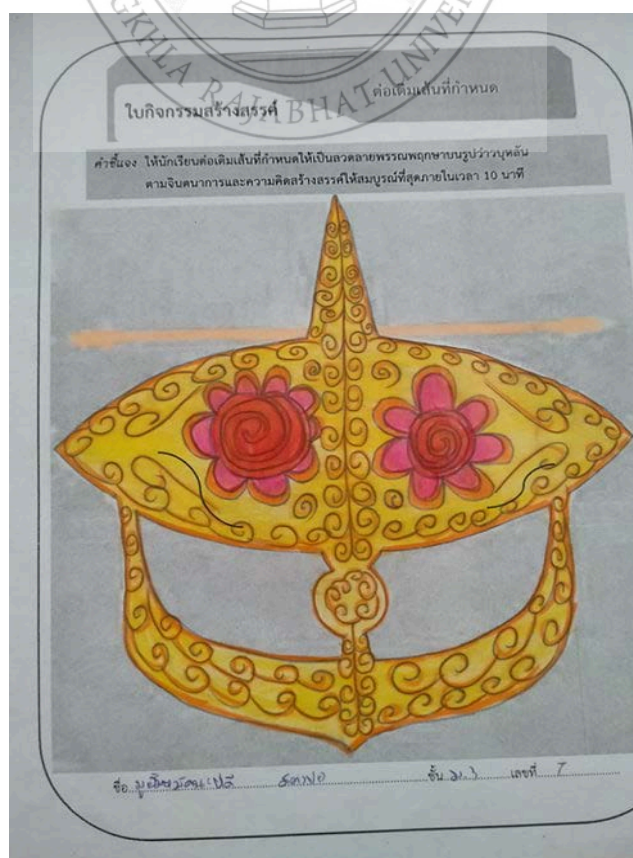 GKHLA RAJABHAT UNIVE
ต่อเติมเส้นที่กำหนด
ใบกิจกรรมสร้างสรรค์
คำชี้แจง ให้นักเรียนต่อเติมเส้นที่กำหนดให้เป็นลวดลายพรรณพฤกษาบนรูปว่าวบุหลัน
ตามจินตนาการและความคิดสร้างสรรค์ให้สมบูรณ์ที่สุดภายในเวลา 10 นาที
ชื่อ ชั้น ม.3 เลขที่ 7